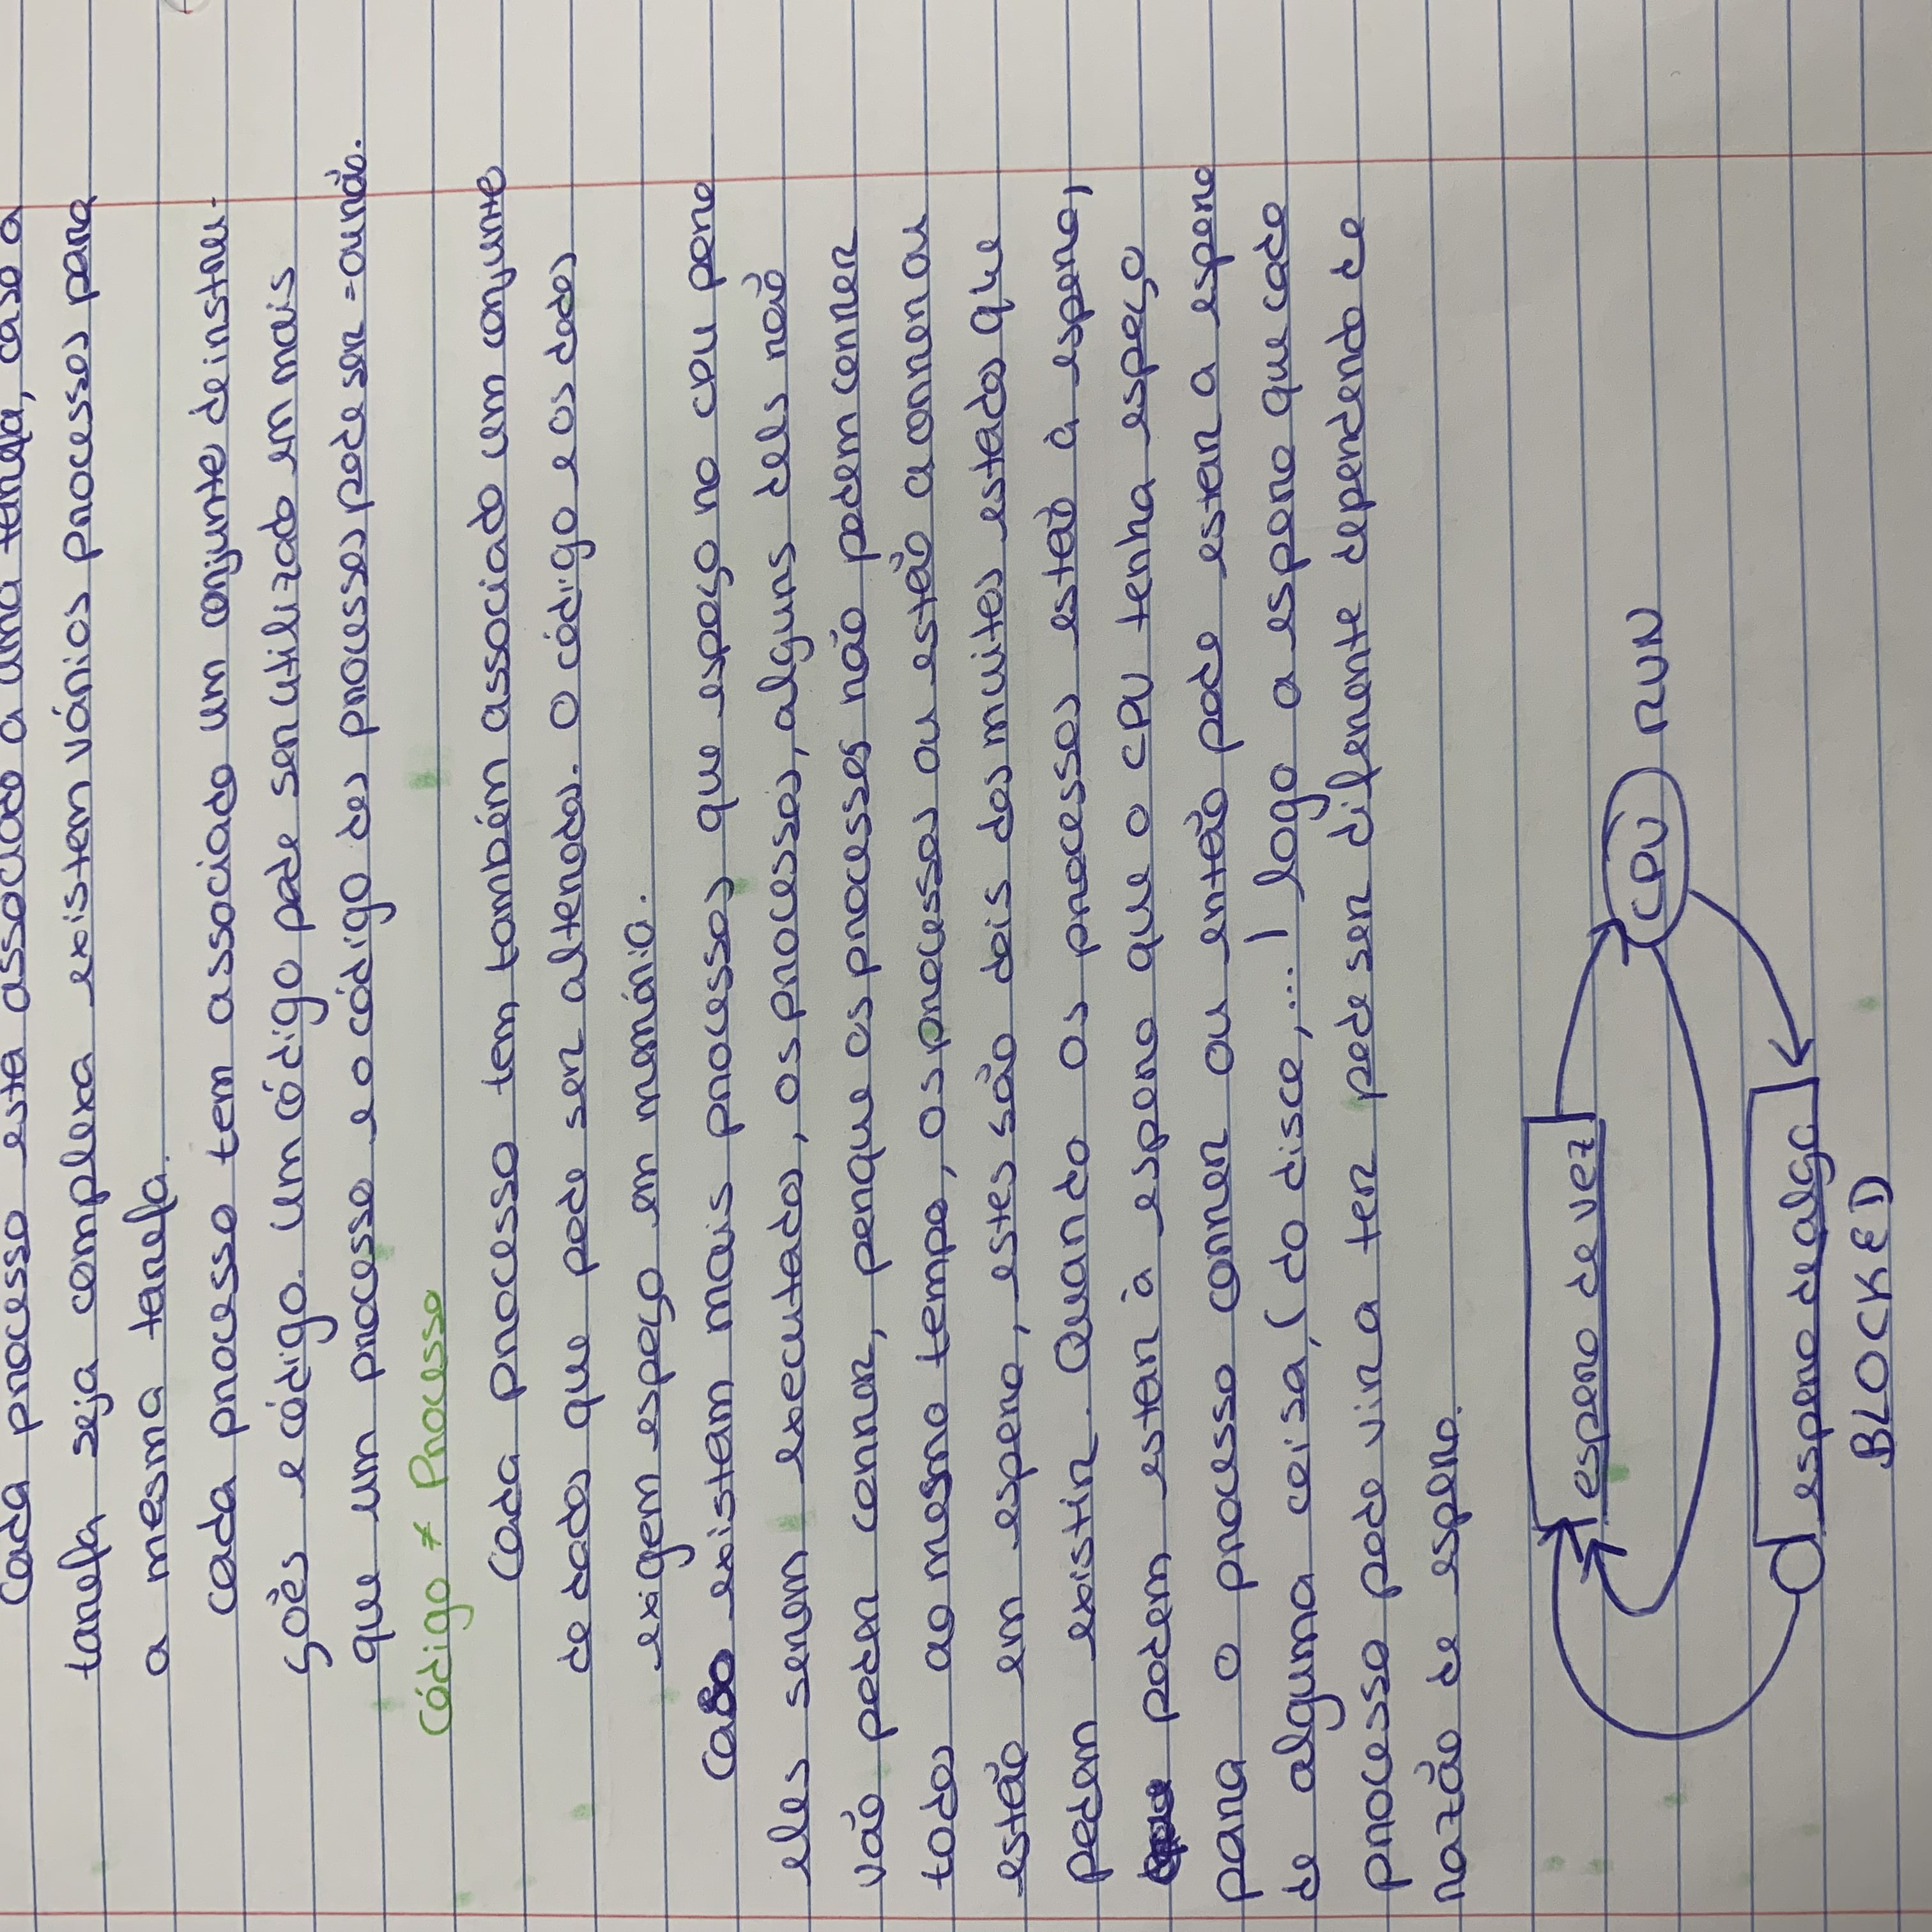 Cada processo está associado a uma tarefa, caso a
tarefa seja complexa existem vários processos para
a mesma tarefa.
Cada processo tem associado um conjunto de instru-
ções e código. Um código pode ser utilizado em mais
que um processo e o código dos processos pode ser = ou não.
Código ≠ Processo
Cada processo tem também associado um conjunto
de dados que pode ser alterados. O código e os dados
exigem espaço em memória.
Caso existam mais processos que espaço no CPU para
eles serem executados, os processos, alguns dels não
vão poder correr, porque os processos não podem correr
todos ao mesmo tempo, os processos ou estão a correr ou
estão em espera, estes são dois dos muitos estados que
podem existir. Quando os processos estão à espera,
podem estar à espera que o CPU tenha espaço
para o processo correr ou então pode estar a espera
de alguma coisa, (do disco, ...) logo a espera que cada
processo pode vir a ter pode ser diferente dependendo da
razão de espera.
espera de vez
CPU RUN
espera de algo
BLOCKED